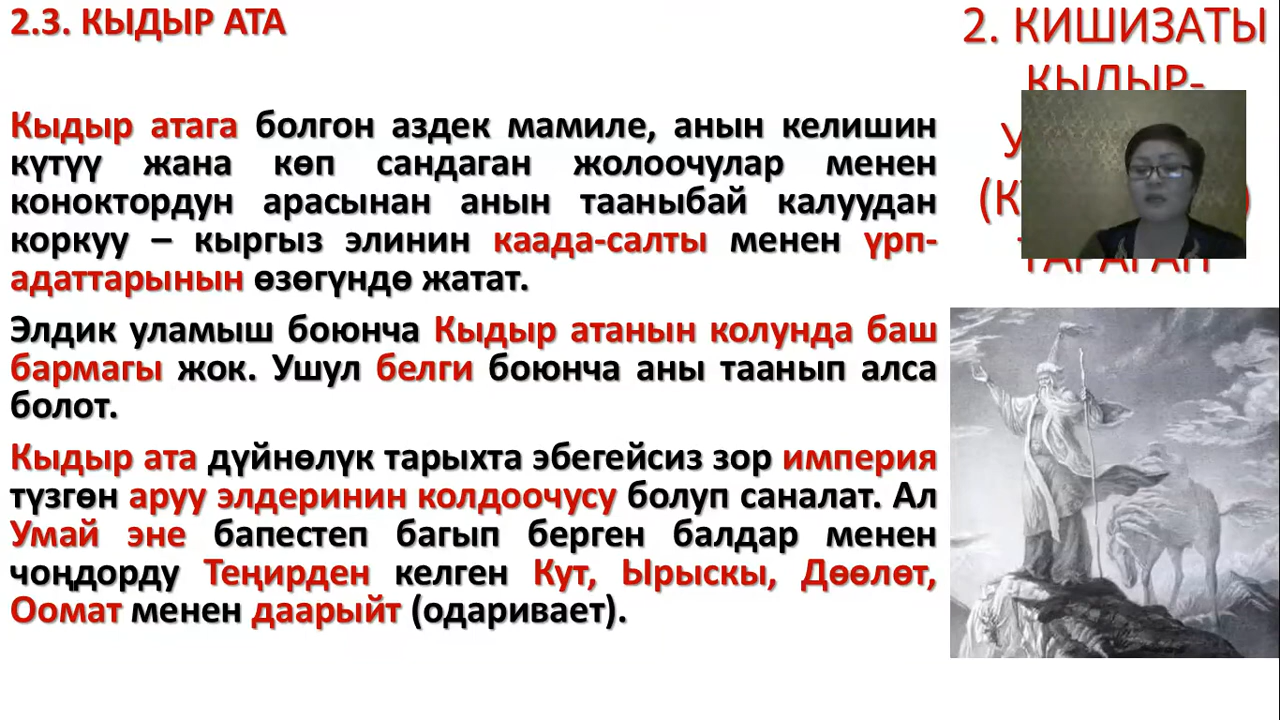 2.3. КЫДЫР АТА
Кыдыр атага болгон аздек мамиле, анын келишин
күтүү жана көп сандаган жолоочулар менен
коноктордун арасынан анын тааныбай калуудан
коркуу – кыргыз элинин каада-салты менен үрп-
адаттарынын өзөгүндө жатат.
Элдик уламыш боюнча Кыдыр атанын колунда баш
бармагы жок. Ушул белги боюнча аны таанып алса
болот.
Кыдыр ата дүйнөлүк тарыхта эбегейсиз зор империя
түзгөн аруу элдеринин колдоочусу болуп саналат. Ал
Умай эне бапестеп багып берген балдар менен
чоңдорду Теңирден келген Кут, Ырыскы, Дөөлөт,
Оомат менен даарыйт (одаривает).
2. КИШИЗАТЫ
КЫДЫР-